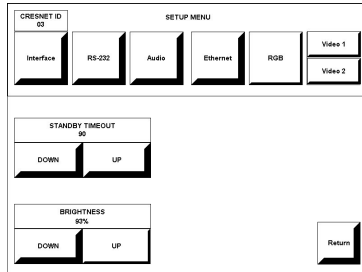 CRESNET ID
03
SETUP MENU
Interface
RS-232
Audio
Ethernet
RGB
Video 1
Video 2
STANDBY TIMEOUT
90
DOWN
UP
BRIGHTNESS
93%
DOWN
UP
Return